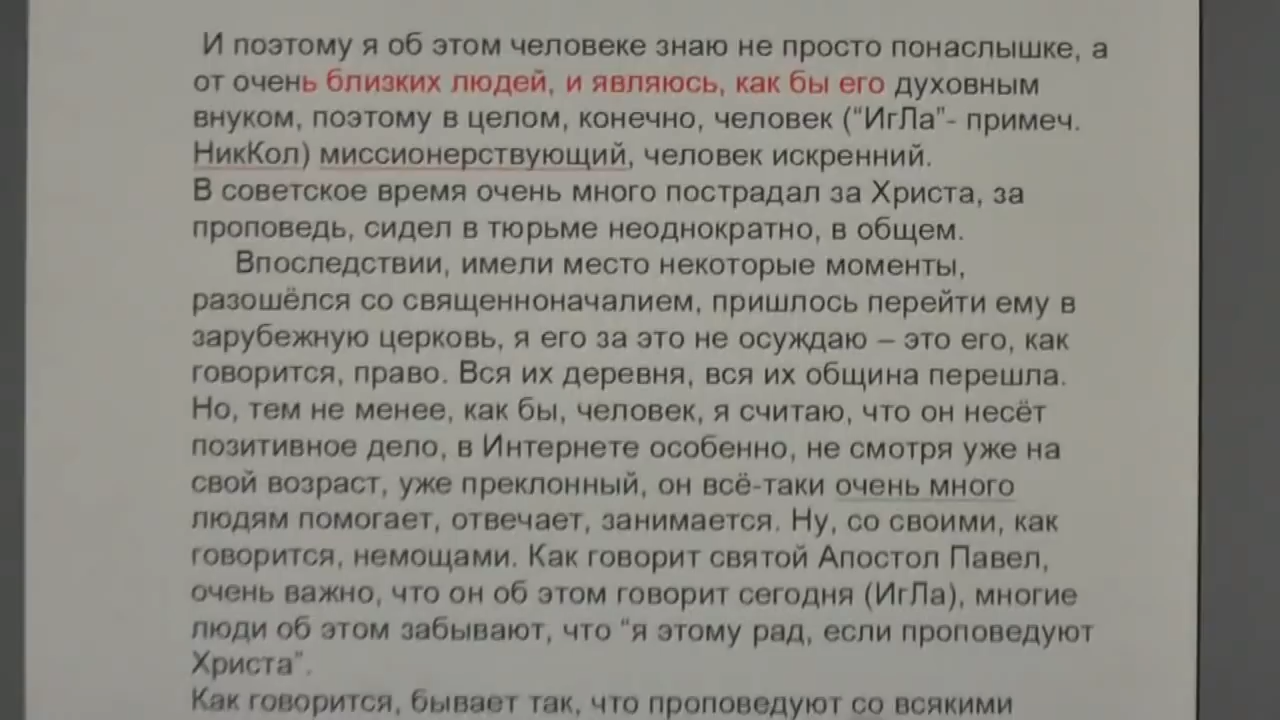 И поэтому я об этом человеке знаю не просто понаслышке, а
от очень близких людей, и являюсь, как бы его духовным
внуком, поэтому в целом, конечно, человек (“ИгЛа”- примеч.
НикКол) миссионерствующий, человек искренний.
В советское время очень много пострадал за Христа, за
проповедь, сидел в тюрьме неоднократно, в общем.
Впоследствии, имели место некоторые моменты,
разошёлся со священноначалием, пришлось перейти ему в
зарубежную церковь, я его за это не осуждаю – это его, как
говорится, право. Вся их деревня, вся их община перешла.
Но, тем не менее, как бы, человек, я считаю, что он несёт
позитивное дело, в Интернете особенно, не смотря уже на
свой возраст, уже преклонный, он всё-таки очень много
людям помогает, отвечает, занимается. Ну, со своими, как
говорится, немощами. Как говорит святой Апостол Павел,
очень важно, что он об этом говорит сегодня (ИгЛа), многие
люди об этом забывают, что “я этому рад, если проповедуют
Христа”.
Как говорится, бывает так, что проповедуют со всякими